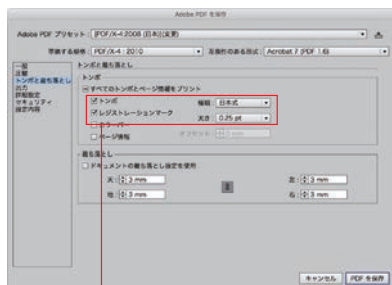 Adobe PDF を保存
Adobe PDF プリセット: [PDF/X-4:2008 (日本)](変更)
準拠する規格: PDF/X-4 : 2010
互換性のある形式: Acrobat 7 (PDF 1.6)
一般
圧縮
トンボと裁ち落とし
出力
詳細設定
セキュリティ
設定内容
トンボと裁ち落とし
トンボ
すべてのトンボとページ情報をプリント
トンボ
種類: 日本式
レジストレーションマーク
太さ: 0.25 pt
カラーバー
ページ情報
オフセット: 3 mm
裁ち落とし
ドキュメントの裁ち落とし設定を使用
天: 3 mm
左: 3 mm
地: 3 mm
右: 3 mm
キャンセル
PDF を保存